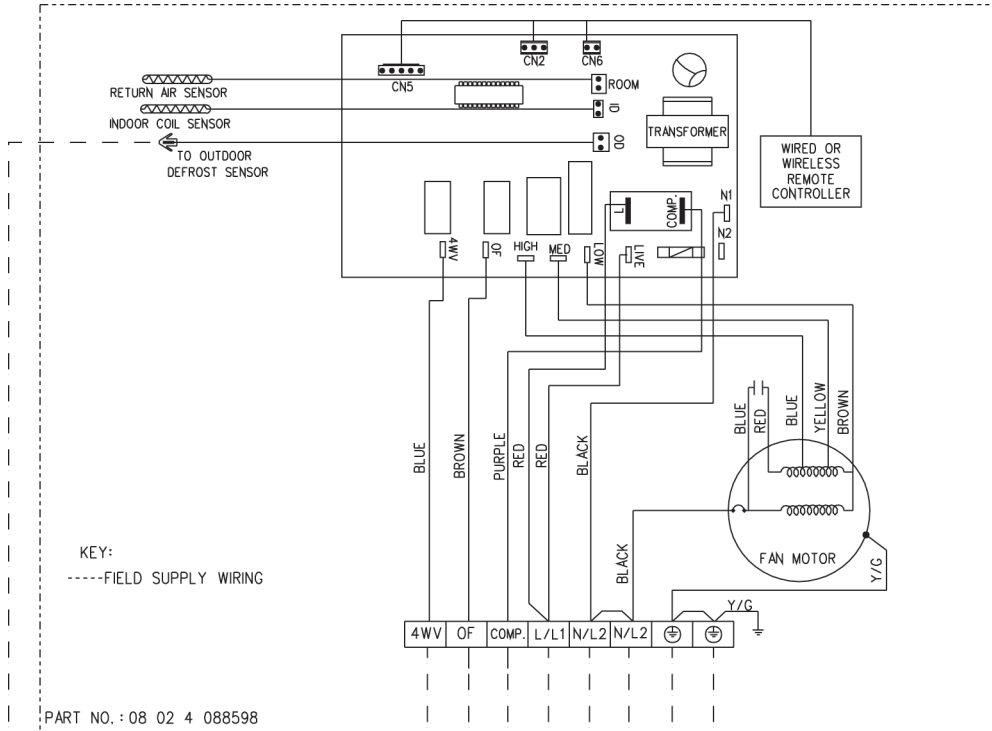 CN2
CN6
CN5
RETURN AIR SENSOR
ROOM
INDOOR COIL SENSOR
ID
TRANSFORMER
OD
TO OUTDOOR
DEFROST SENSOR
WIRED OR
WIRELESS
REMOTE
CONTROLLER
L
COMP.
N1
N2
4WV
OF
HIGH
MED
LOW
LIVE
BLUE
RED
BLUE
YELLOW
BROWN
BLUE
BROWN
PURPLE
RED
RED
BLACK
FAN MOTOR
BLACK
Y/G
KEY:
-----FIELD SUPPLY WIRING
Y/G
4WV
OF
COMP.
L/L1
N/L2
N/L2
PART NO.:08 02 4 088598